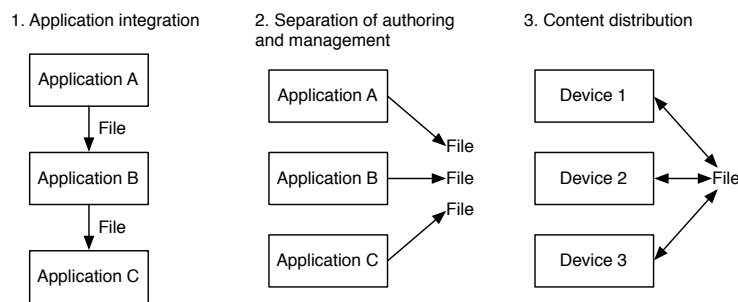 1. Application integration
Application A
File
Application B
File
Application C
2. Separation of authoring
and management
Application A
File
Application B
File
File
Application C
3. Content distribution
Device 1
Device 2
File
Device 3